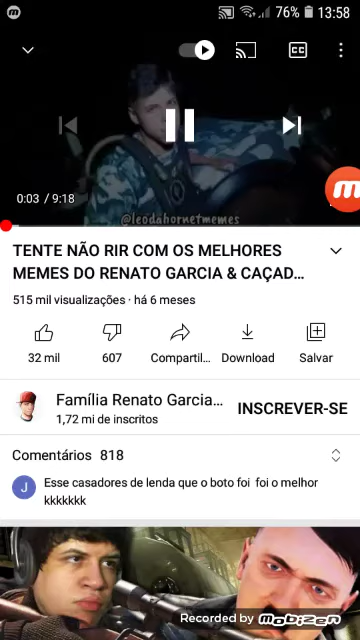 76% 13:58
CC
0:03 / 9:18
@leodahornetmemes
TENTE NÃO RIR COM OS MELHORES
MEMES DO RENATO GARCIA & CAÇAD...
515 mil visualizações · há 6 meses
32 mil 607 Compartil... Download Salvar
Família Renato Garcia...
1,72 mi de inscritos
INSCREVER-SE
Comentários 818
J
Esse casadores de lenda que o boto foi foi o melhor
kkkkkkk
Recorded by mobizen